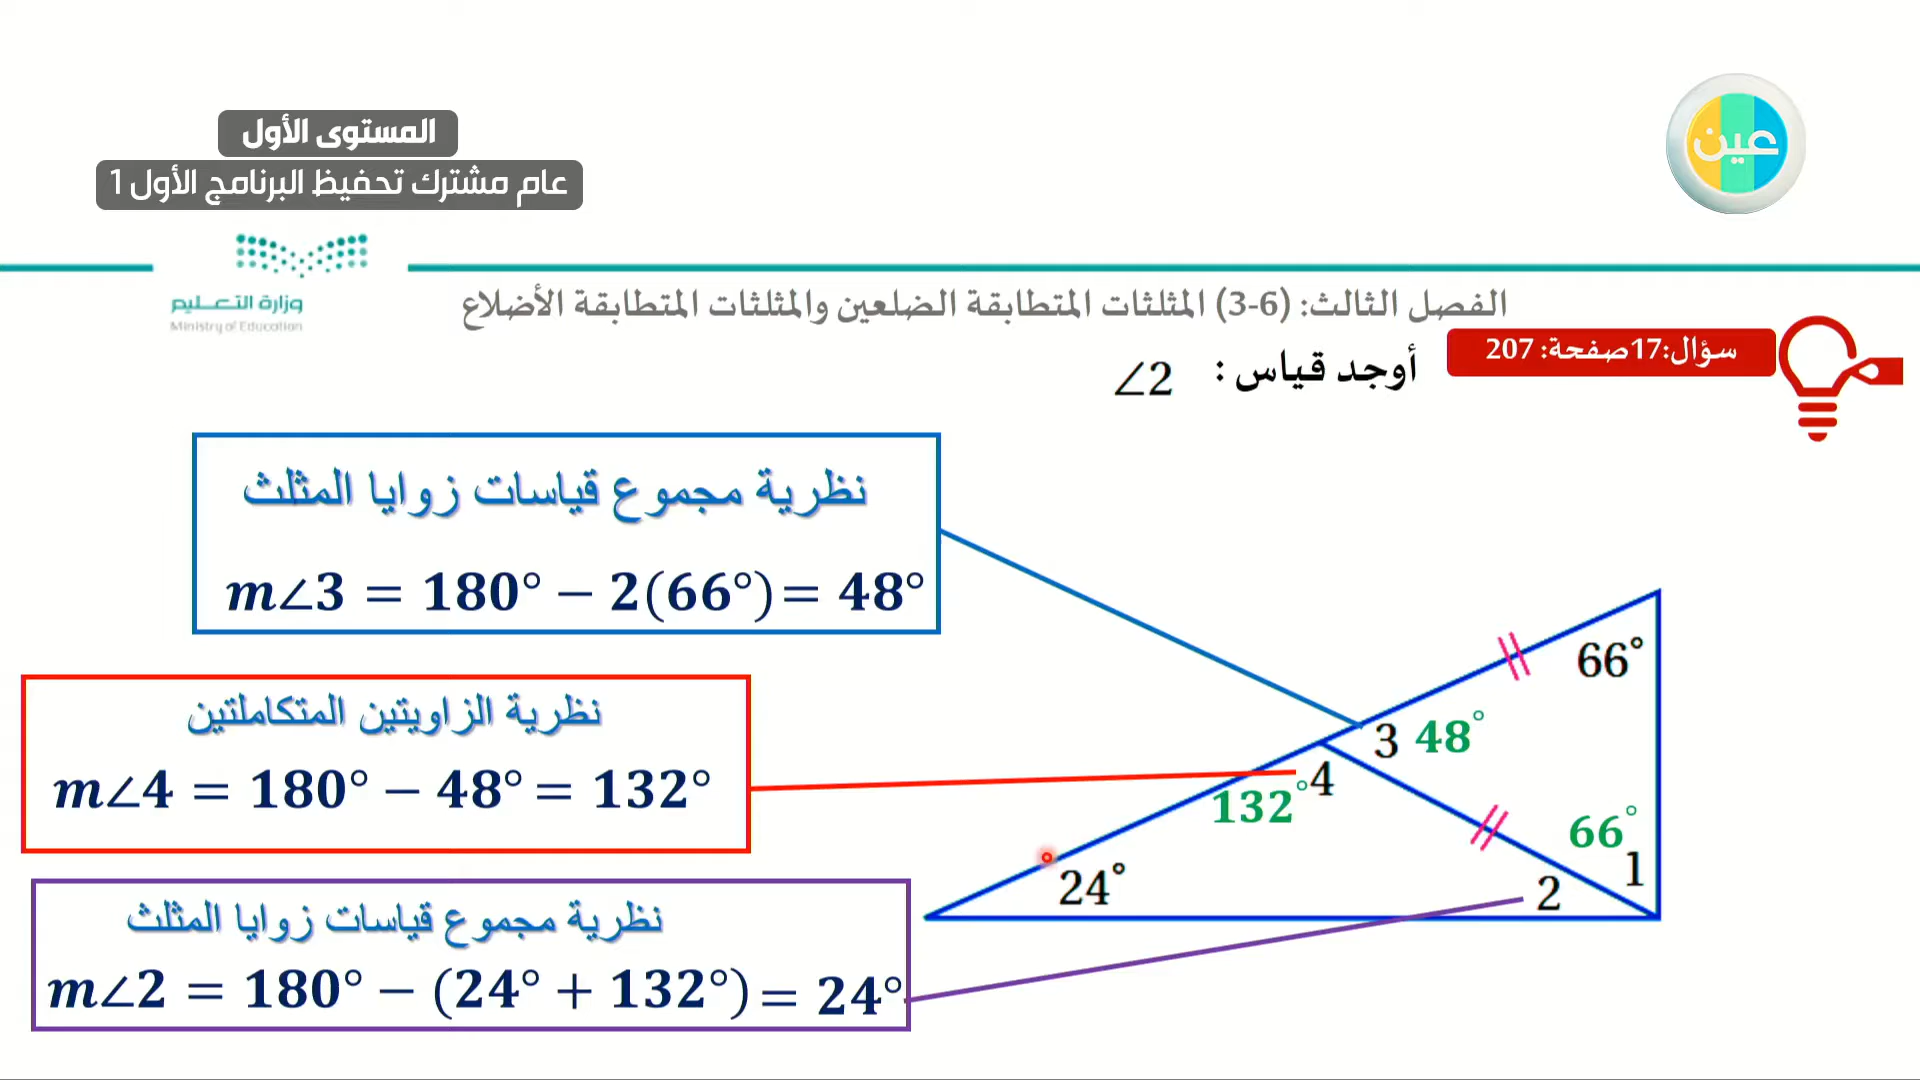 المستوى الأول
عام مشترك تحفيظ البرنامج الأول 1
عين
وزارة التعـــليم
Ministry of Education
الفصل الثالث: (6-3) المثلثات المتطابقة الضلعين والمثلثات المتطابقة الأضلاع
سؤال:17صفحة: 207
أوجد قياس : ∠2
نظرية مجموع قياسات زوايا المثلث
m∠3 = 180° − 2(66°) = 48°
نظرية الزاويتين المتكاملتين
m∠4 = 180° − 48° = 132°
نظرية مجموع قياسات زوايا المثلث
m∠2 = 180° − (24° + 132°) = 24°
66°
3 48°
4
132°
66°
1
24°
2